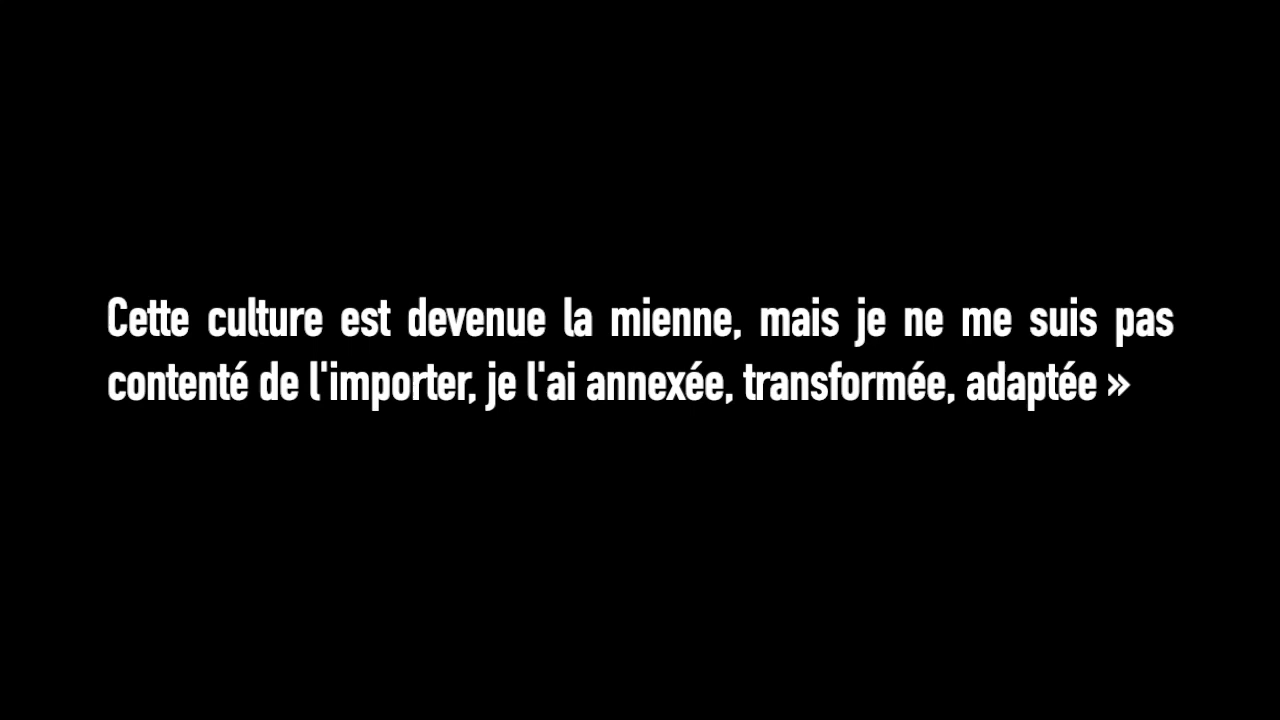 Cette culture est devenue la mienne, mais je ne me suis pas
contenté de l'importer, je l'ai annexée, transformée, adaptée »